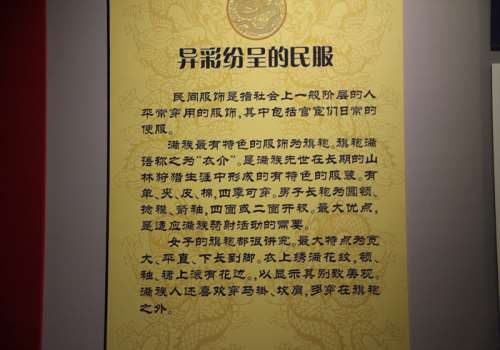 异彩纷呈的民服
民间服饰是指社会上一般阶层的人
平常穿用的服饰,其中包括官宦们日常的
便服。
满族最有特色的服饰为旗袍。旗袍满
语称之为“衣介”。是满族先世在长期的山
林狩猎生涯中形成的有特色的服装。有
单、夹、皮、棉,四季可穿。男子长袍为圆领、
捻襟、箭袖,四面或二面开衩。最大优点,
是适应满族骑射活动的需要。
女子的旗袍都很讲究。最大特点为宽
大、平直、下长到脚。衣上绣满花纹,领、
袖、裙上滚有花边。,以显示其别致美观。
满族人还喜欢穿马褂、坎肩,多穿在旗袍
之外。